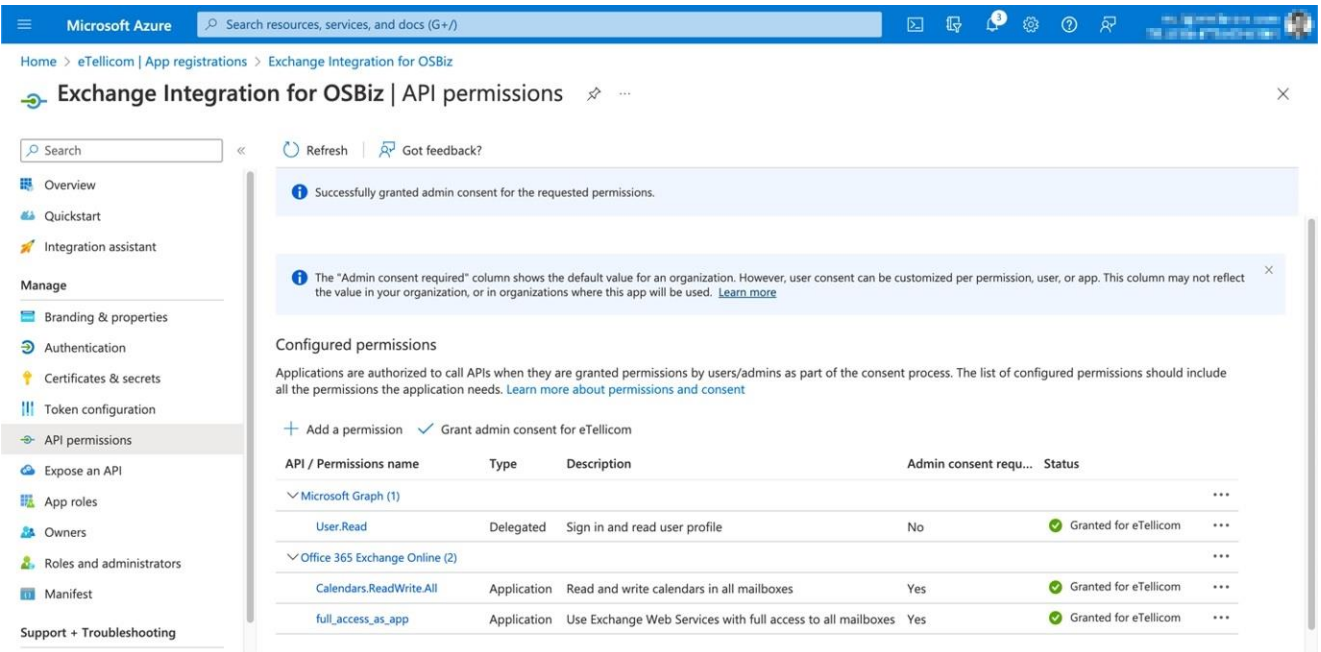 Microsoft Azure
Search resources, services, and docs (G+/)
3
Home > eTellicom | App registrations > Exchange Integration for OSBiz
Exchange Integration for OSBiz | API permissions
Search
Refresh
Got feedback?
Overview
Quickstart
Integration assistant
Manage
Branding & properties
Authentication
Certificates & secrets
Token configuration
API permissions
Expose an API
App roles
Owners
Roles and administrators
Manifest
Support + Troubleshooting
Successfully granted admin consent for the requested permissions.
The "Admin consent required" column shows the default value for an organization. However, user consent can be customized per permission, user, or app. This column may not reflect
the value in your organization, or in organizations where this app will be used. Learn more
Configured permissions
Applications are authorized to call APIs when they are granted permissions by users/admins as part of the consent process. The list of configured permissions should include
all the permissions the application needs. Learn more about permissions and consent
Add a permission Grant admin consent for eTellicom
API / Permissions name Type Description Admin consent requ... Status
Microsoft Graph (1)
User.Read Delegated Sign in and read user profile No Granted for eTellicom
Office 365 Exchange Online (2)
Calendars.ReadWrite.All Application Read and write calendars in all mailboxes Yes Granted for eTellicom
full_access_as_app Application Use Exchange Web Services with full access to all mailboxes Yes Granted for eTellicom